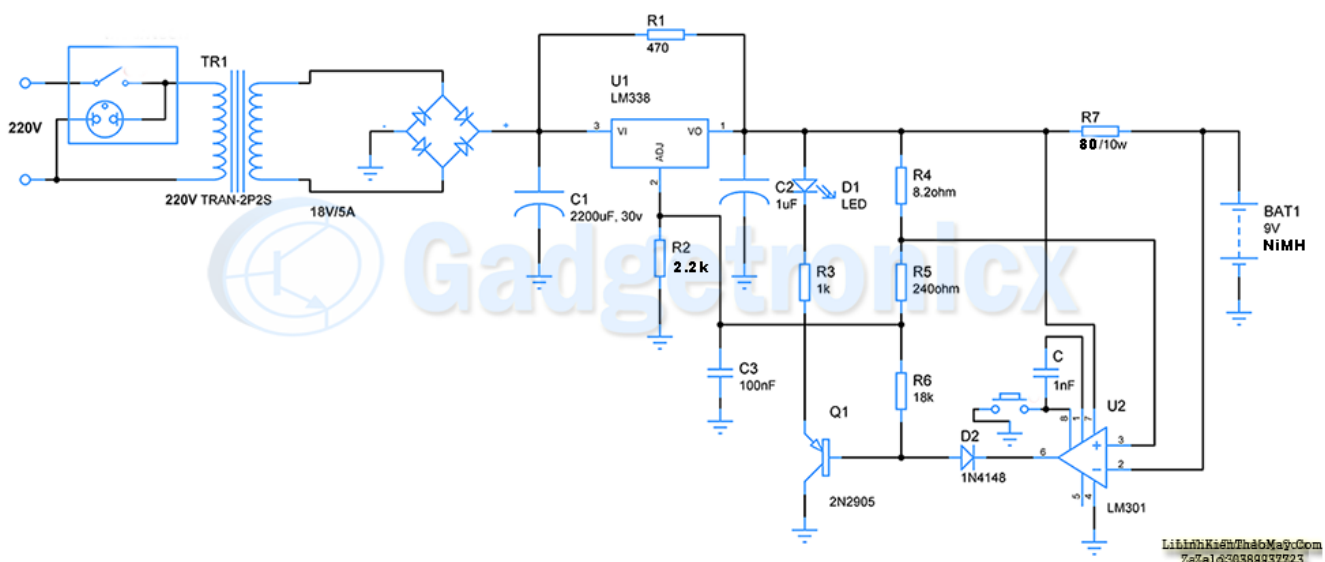 R1
470
TR1
U1
LM338
3
VI
VO
1
ADJ
2
220V
-
+
R7
80/10w
R4
8.2ohm
C1
2200uF, 30v
C2
1uF
D1
LED
220V TRAN-2P2S
18V/5A
BAT1
9V
NiMH
R2
2.2k
R3
1k
R5
240ohm
Gadgetronicx
C3
100nF
R6
18k
C
1nF
U2
Q1
8
1
7
D2
1N4148
6
+
3
-
2
5
4
2N2905
LM301